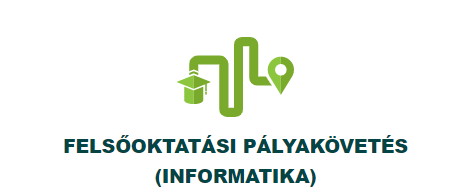 FELSŐOKTATÁSI PÁLYAKÖVETÉS
(INFORMATIKA)